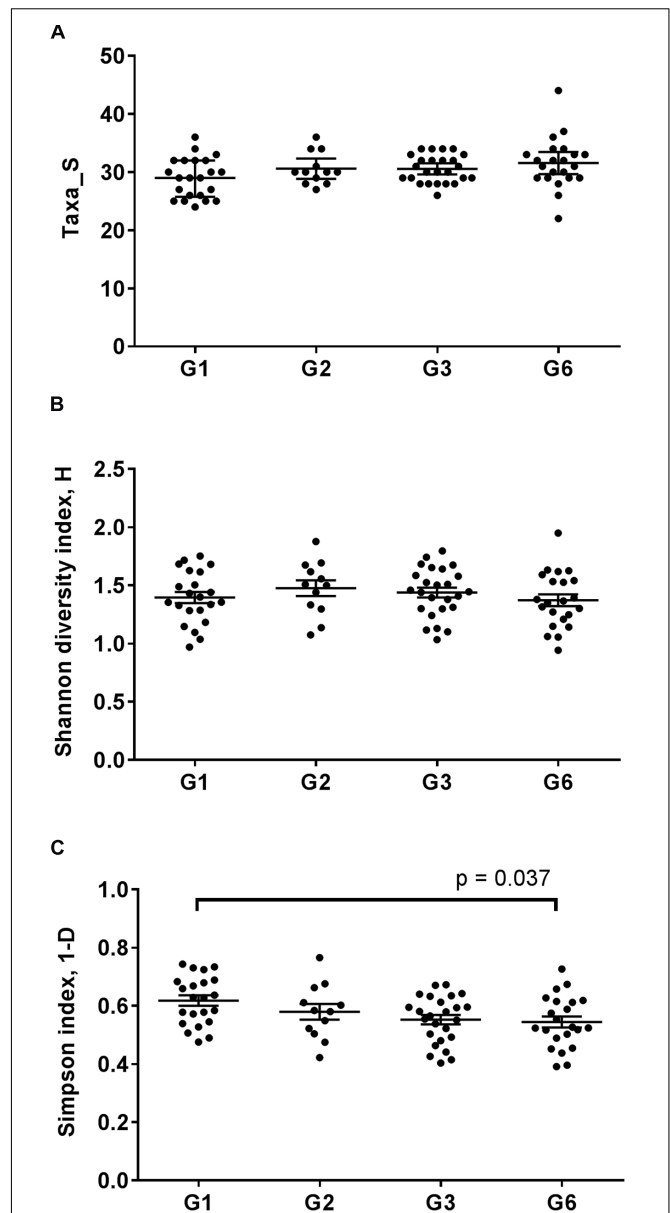 A
50
40
30
20
10
0
Taxa_S
G1 G2 G3 G6
B
2.5
2.0
1.5
1.0
0.5
0.0
Shannon diversity index, H
G1 G2 G3 G6
C
p = 0.037
1.0
0.8
0.6
0.4
0.2
0.0
Simpson index, 1-D
G1 G2 G3 G6